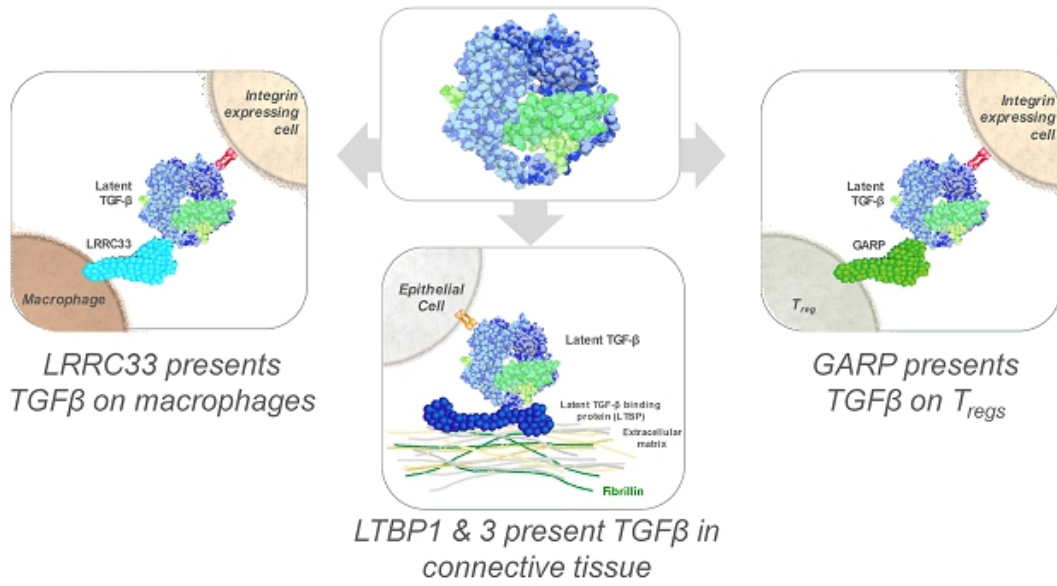 Integrin
expressing
cell
Latent
TGF-β
LRRC33
Macrophage
LRRC33 presents
TGFβ on macrophages
Epithelial
Cell
Latent TGF-β
Latent TGF-β binding
protein (LTBP)
Extracellular
matrix
Fibrillin
LTBP1 & 3 present TGFβ in
connective tissue
Integrin
expressing
cell
Latent
TGF-β
GARP
Treg
GARP presents
TGFβ on Tregs